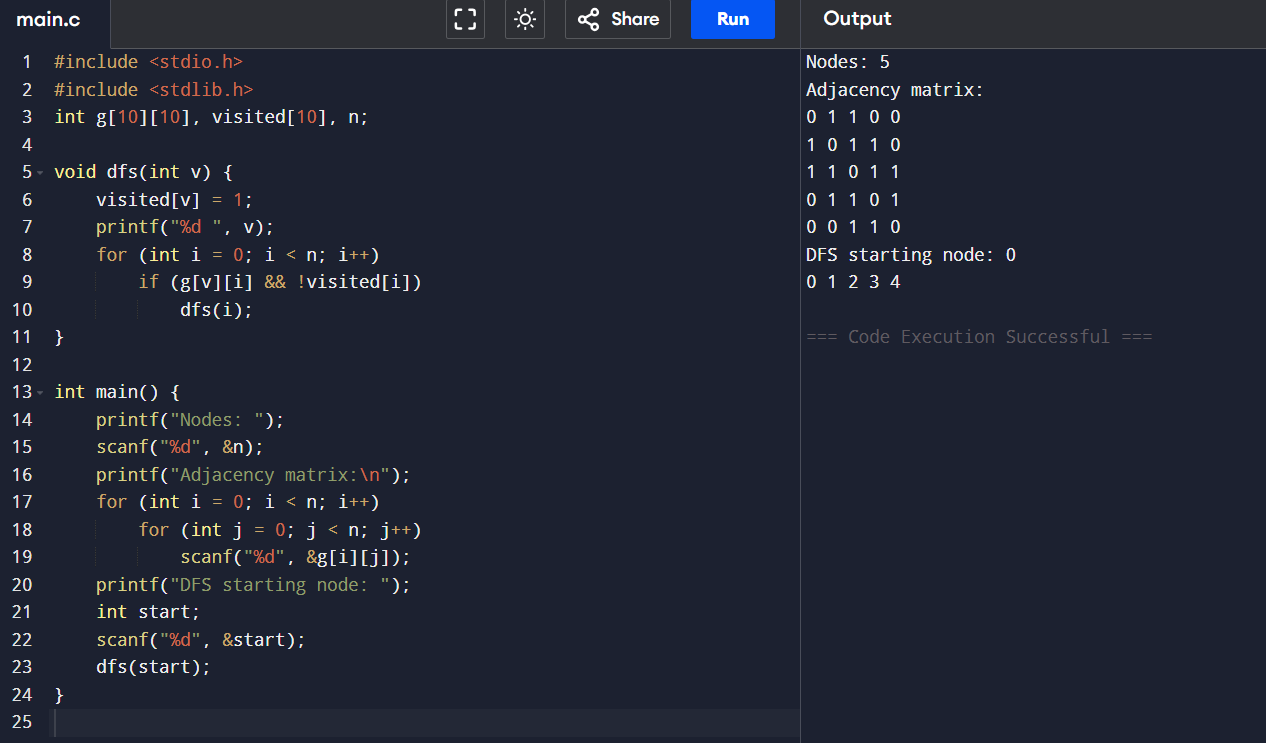 main.c
Share
Run
Output
1 #include <stdio.h>
2 #include <stdlib.h>
3 int g[10][10], visited[10], n;
4
5 void dfs(int v) {
6     visited[v] = 1;
7     printf("%d ", v);
8     for (int i = 0; i < n; i++)
9         if (g[v][i] && !visited[i])
10             dfs(i);
11 }
12
13 int main() {
14     printf("Nodes: ");
15     scanf("%d", &n);
16     printf("Adjacency matrix:\n");
17     for (int i = 0; i < n; i++)
18         for (int j = 0; j < n; j++)
19             scanf("%d", &g[i][j]);
20     printf("DFS starting node: ");
21     int start;
22     scanf("%d", &start);
23     dfs(start);
24 }
25
Nodes: 5
Adjacency matrix:
0 1 1 0 0
1 0 1 1 0
1 1 0 1 1
0 1 1 0 1
0 0 1 1 0
DFS starting node: 0
0 1 2 3 4
=== Code Execution Successful ===